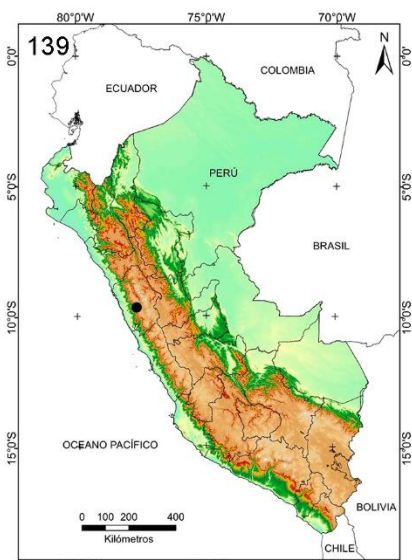 80°0'W 75°0'W 70°0'W
139
N
0°0' 0°0'
COLOMBIA
ECUADOR
PERÚ
5°0'S 5°0'S
BRASIL
10°0'S 10°0'S
OCEANO PACÍFICO
15°0'S 15°0'S
BOLIVIA
0 100 200 400
Kilómetros
CHILE